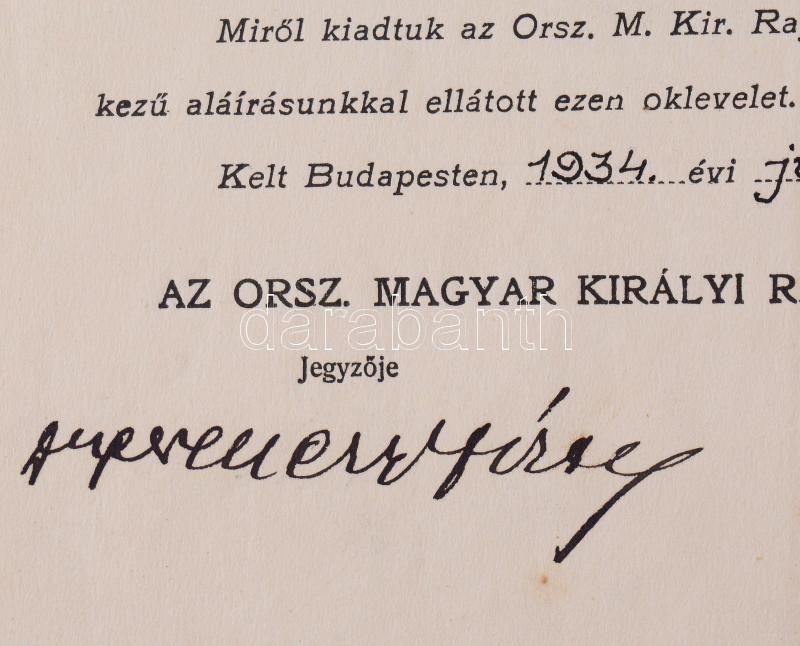 Miről kiadtuk az Orsz. M. Kir.
kezű aláírásunkkal ellátott ezen oklevelet.
Kelt Budapesten, 1934. évi
AZ ORSZ. MAGYAR KIRÁLYI
darabanth
Jegyzője